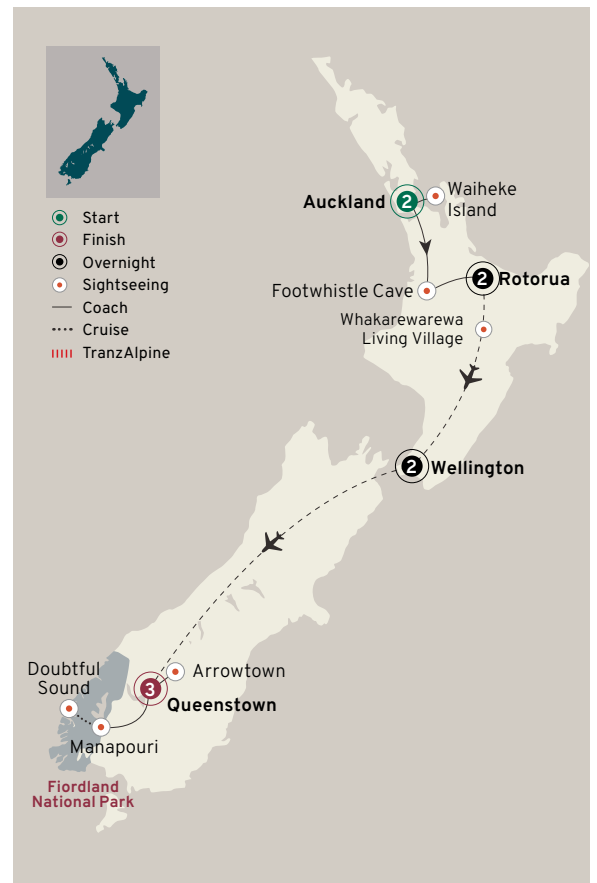 Start
Finish
Overnight
Sightseeing
Coach
Cruise
TranzAlpine
Auckland
2
Waiheke
Island
Footwhistle Cave
2
Rotorua
Whakarewarewa
Living Village
2
Wellington
Doubtful
Sound
Arrowtown
3
Queenstown
Manapouri
Fiordland
National Park